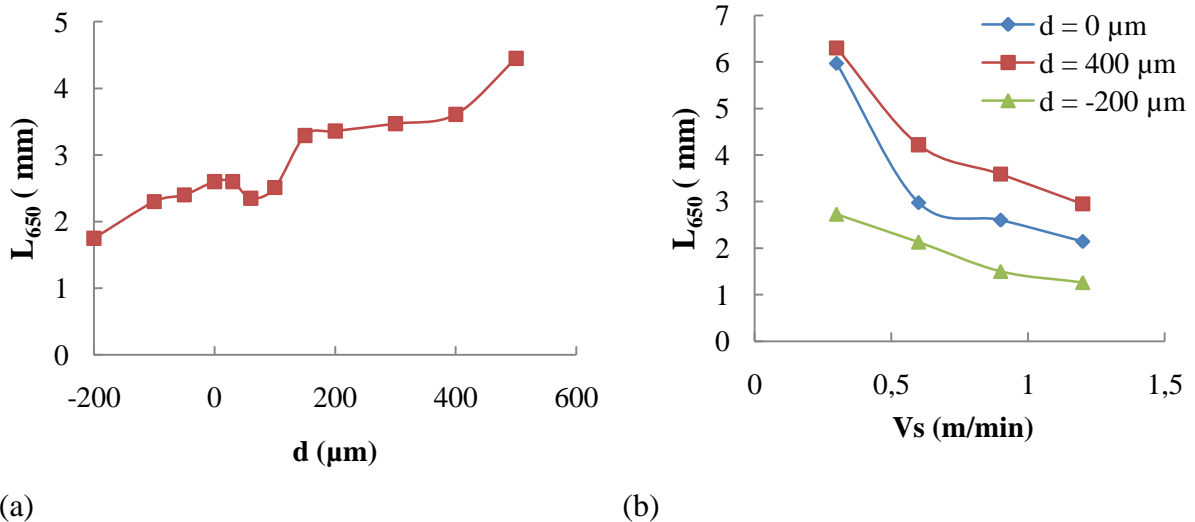 5
4
3
2
1
0
-200 0 200 400 600
L650 ( mm)
d (µm)
(a)
7
6
5
4
3
2
1
0
0 0,5 1 1,5
L650 ( mm)
Vs (m/min)
d = 0 µm
d = 400 µm
d = -200 µm
(b)